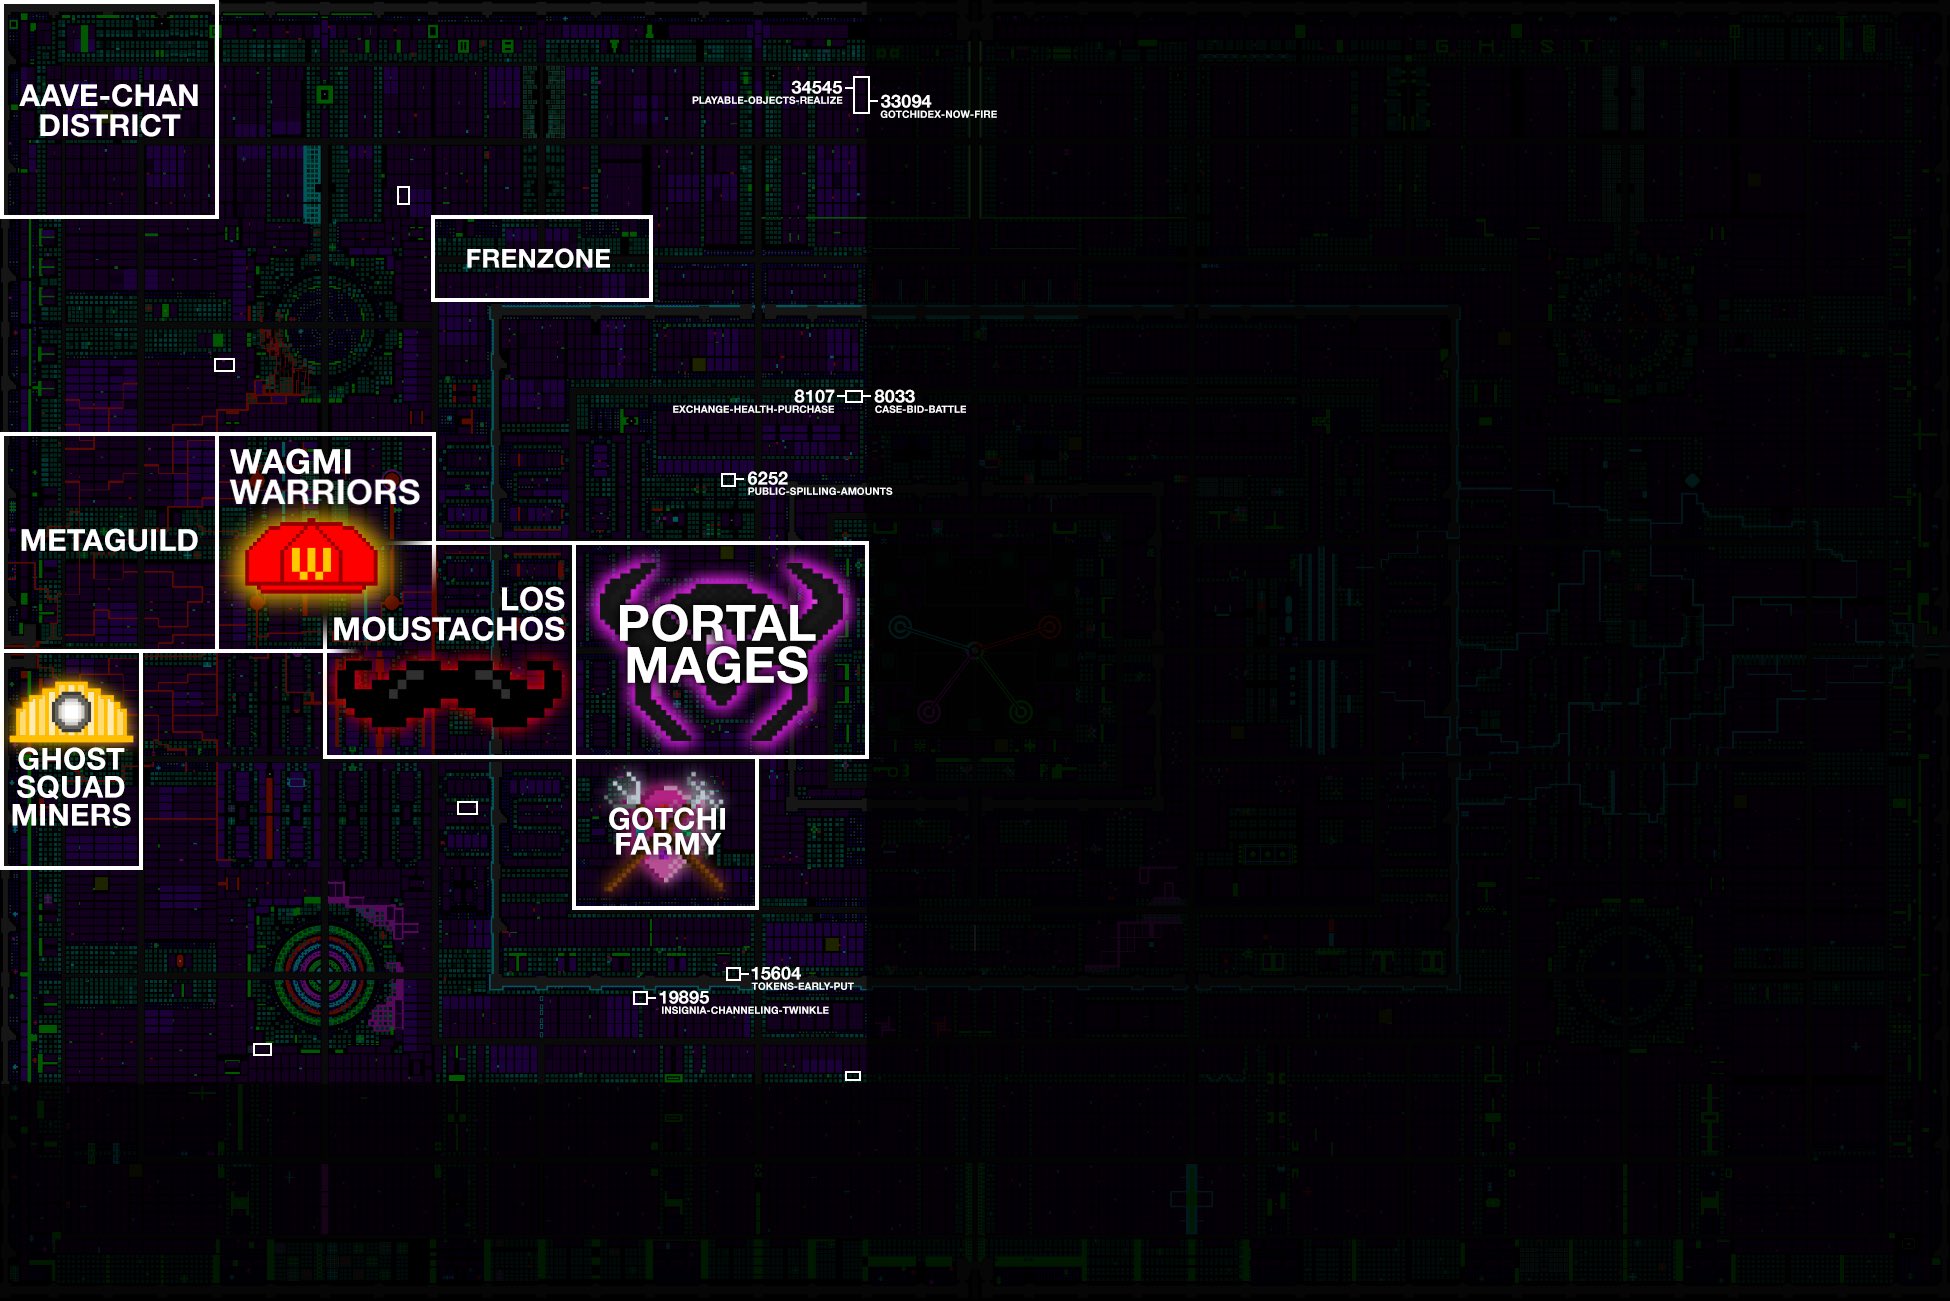 AAVE-CHAN
DISTRICT
34545
PLAYABLE-OBJECTS-REALIZE
33094
GOTCHIDEX-NOW-FIRE
FRENZONE
8107
EXCHANGE-HEALTH-PURCHASE
8033
CASE-BID-BATTLE
WAGMI
WARRIORS
6252
PUBLIC-SPILLING-AMOUNTS
METAGUILD
W
LOS
MOUSTACHOS
PORTAL
MAGES
GHOST
SQUAD
MINERS
GOTCHI
FARMY
15604
TOKENS-EARLY-PUT
19895
INSIGNIA-CHANNELING-TWINKLE
G H S T